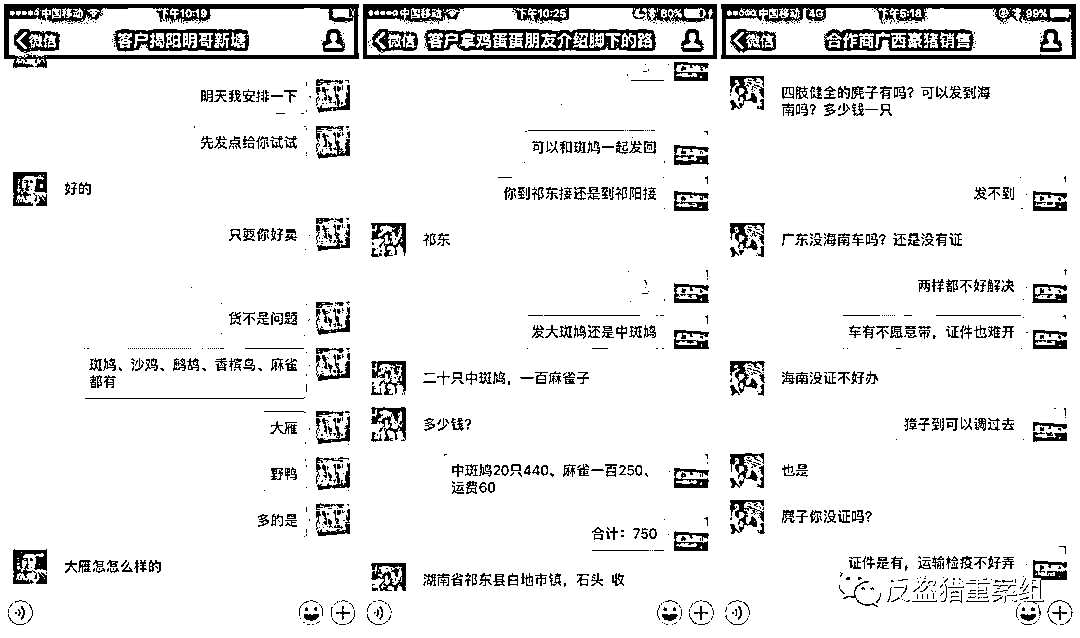 中国移动 下午10:19
微信 客户揭阳明哥新塘
明天我安排一下
先发点给你试试
好的
只要你好卖
货不是问题
斑鸠、沙鸡、鹧鸪、香槟鸟、麻雀
都有
大雁
野鸭
多的是
大雁怎怎么样的
中国移动 下午10:25 80%
微信 客户拿鸡蛋蛋朋友介绍脚下的路
可以和斑鸠一起发回
你到祁东接还是到祁阳接
祁东
发大斑鸠还是中斑鸠
二十只中斑鸠，一百麻雀子
多少钱？
中斑鸠20只440、麻雀一百250、
运费60
合计：750
湖南省祁东县白地市镇，石头 收
中国移动 4G 下午5:18 99%
微信 合作商广西豪猪销售
四肢健全的麂子有吗？可以发到海
南吗？多少钱一只
发不到
广东没海南车吗？还是没有证
两样都不好解决
车有不愿意带，证件也难开
海南没证不好办
獐子到可以调过去
也是
麂子你没证吗？
证件是有，运输检疫不好弄
反盗猎重案组